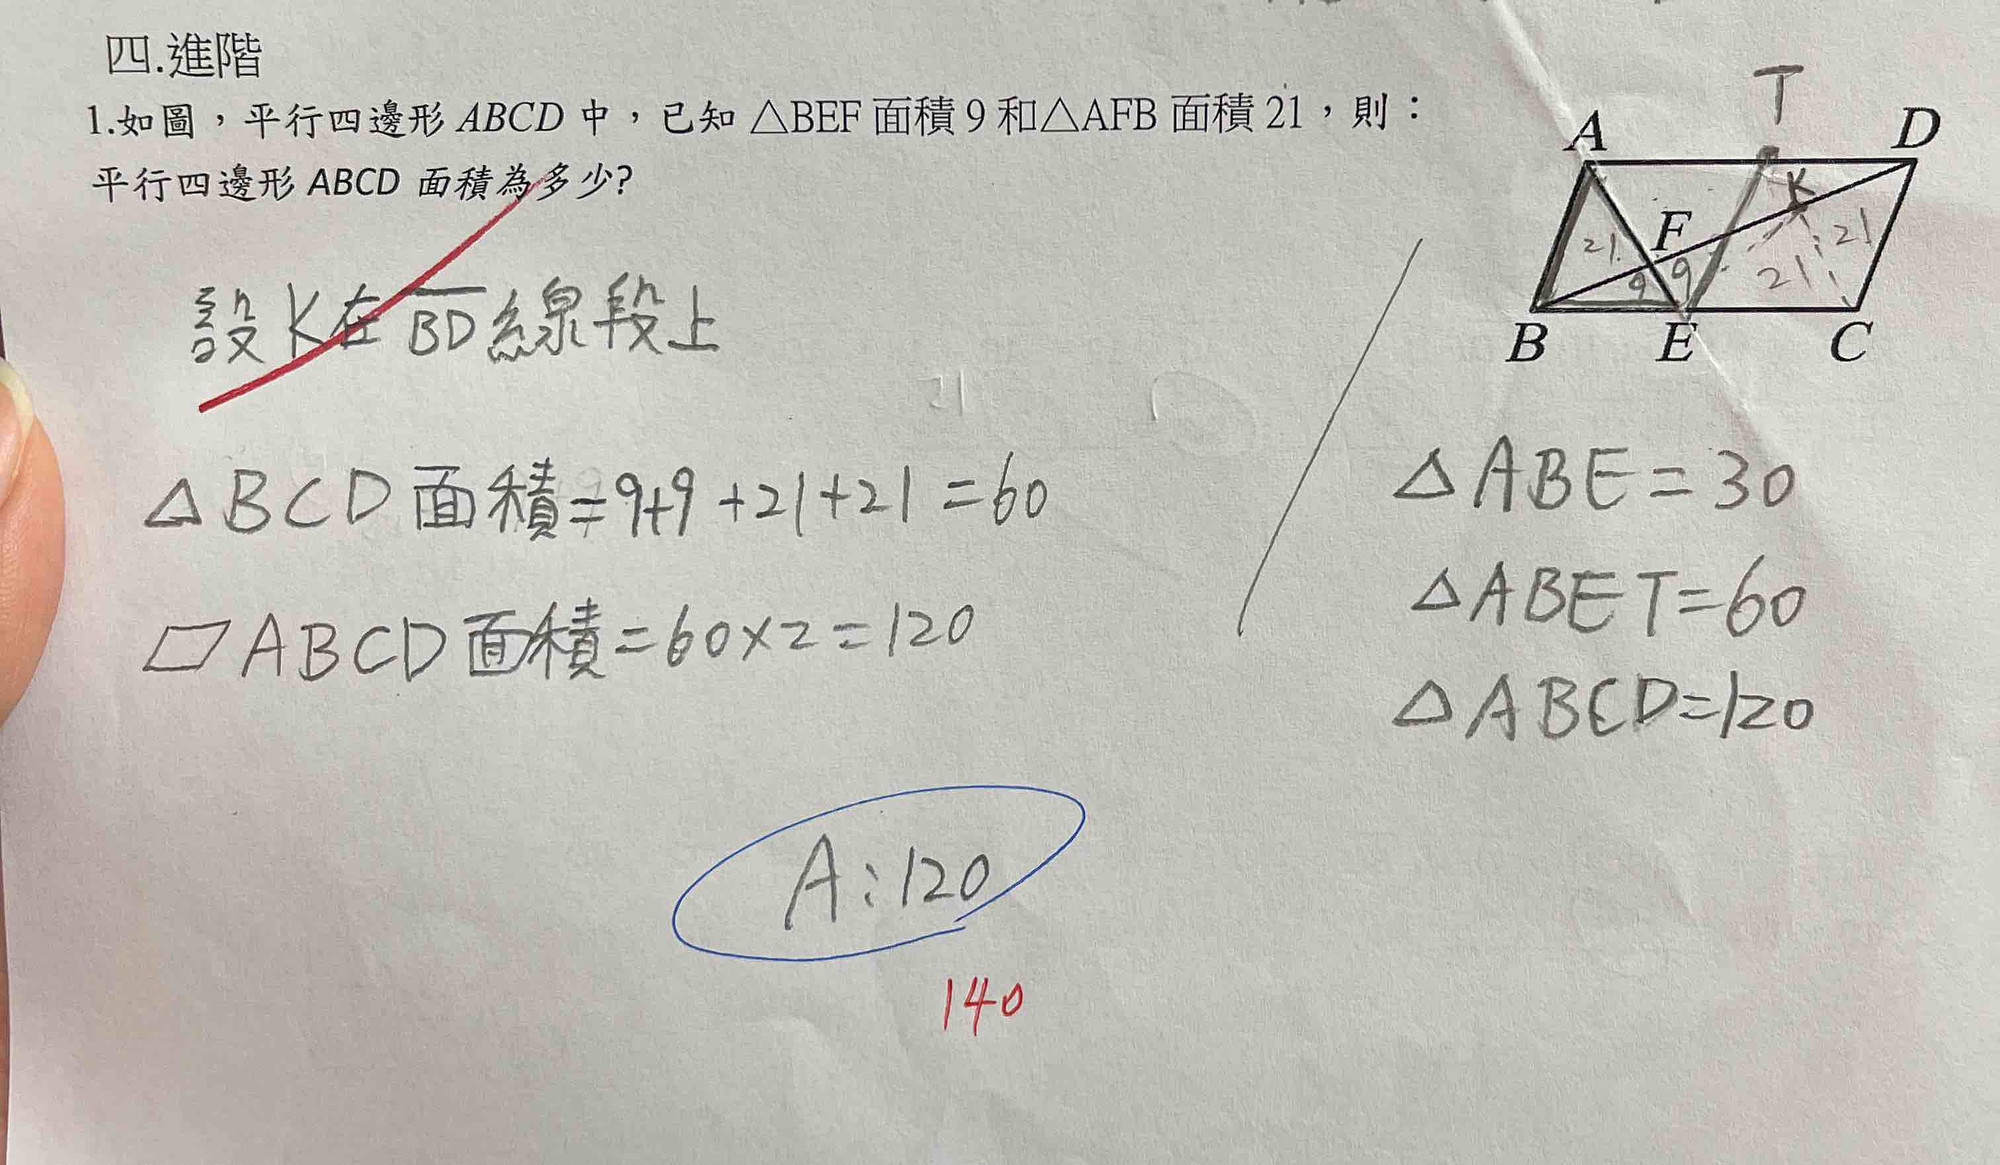 四.進階
1.如圖，平行四邊形 ABCD 中，已知 △BEF 面積 9 和△AFB 面積 21，則：
平行四邊形 ABCD 面積為多少?
T
A
D
K
F
21
9
9
21
21
B
E
C
設K在BD線段上
21
△BCD面積=9+9+21+21=60
▱ABCD面積=60×2=120
△ABE=30
△ABET=60
△ABCD=120
A:120
140